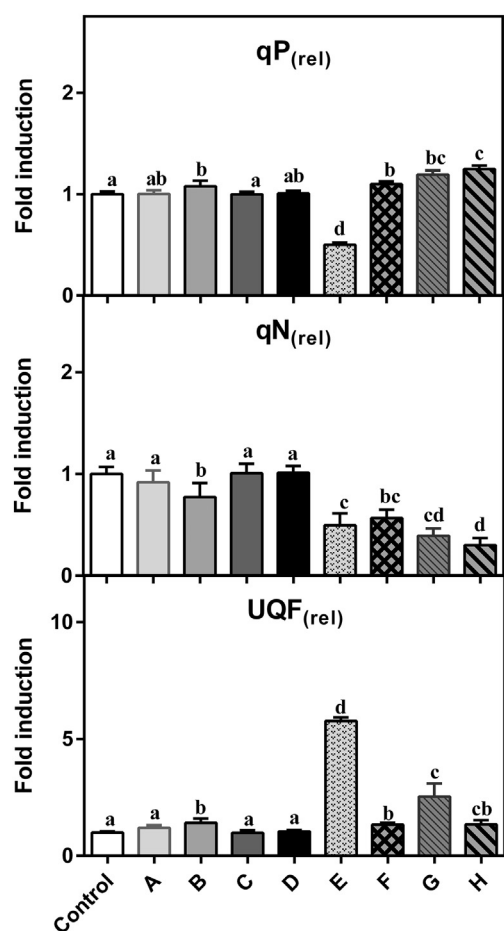 qP(rel)
Fold induction
2
1
0
a ab b a ab d b bc c
qN(rel)
Fold induction
2
1
0
a a b a a c bc cd d
UQF(rel)
Fold induction
10
5
0
a a b a a d b c cb
Control A B C D E F G H